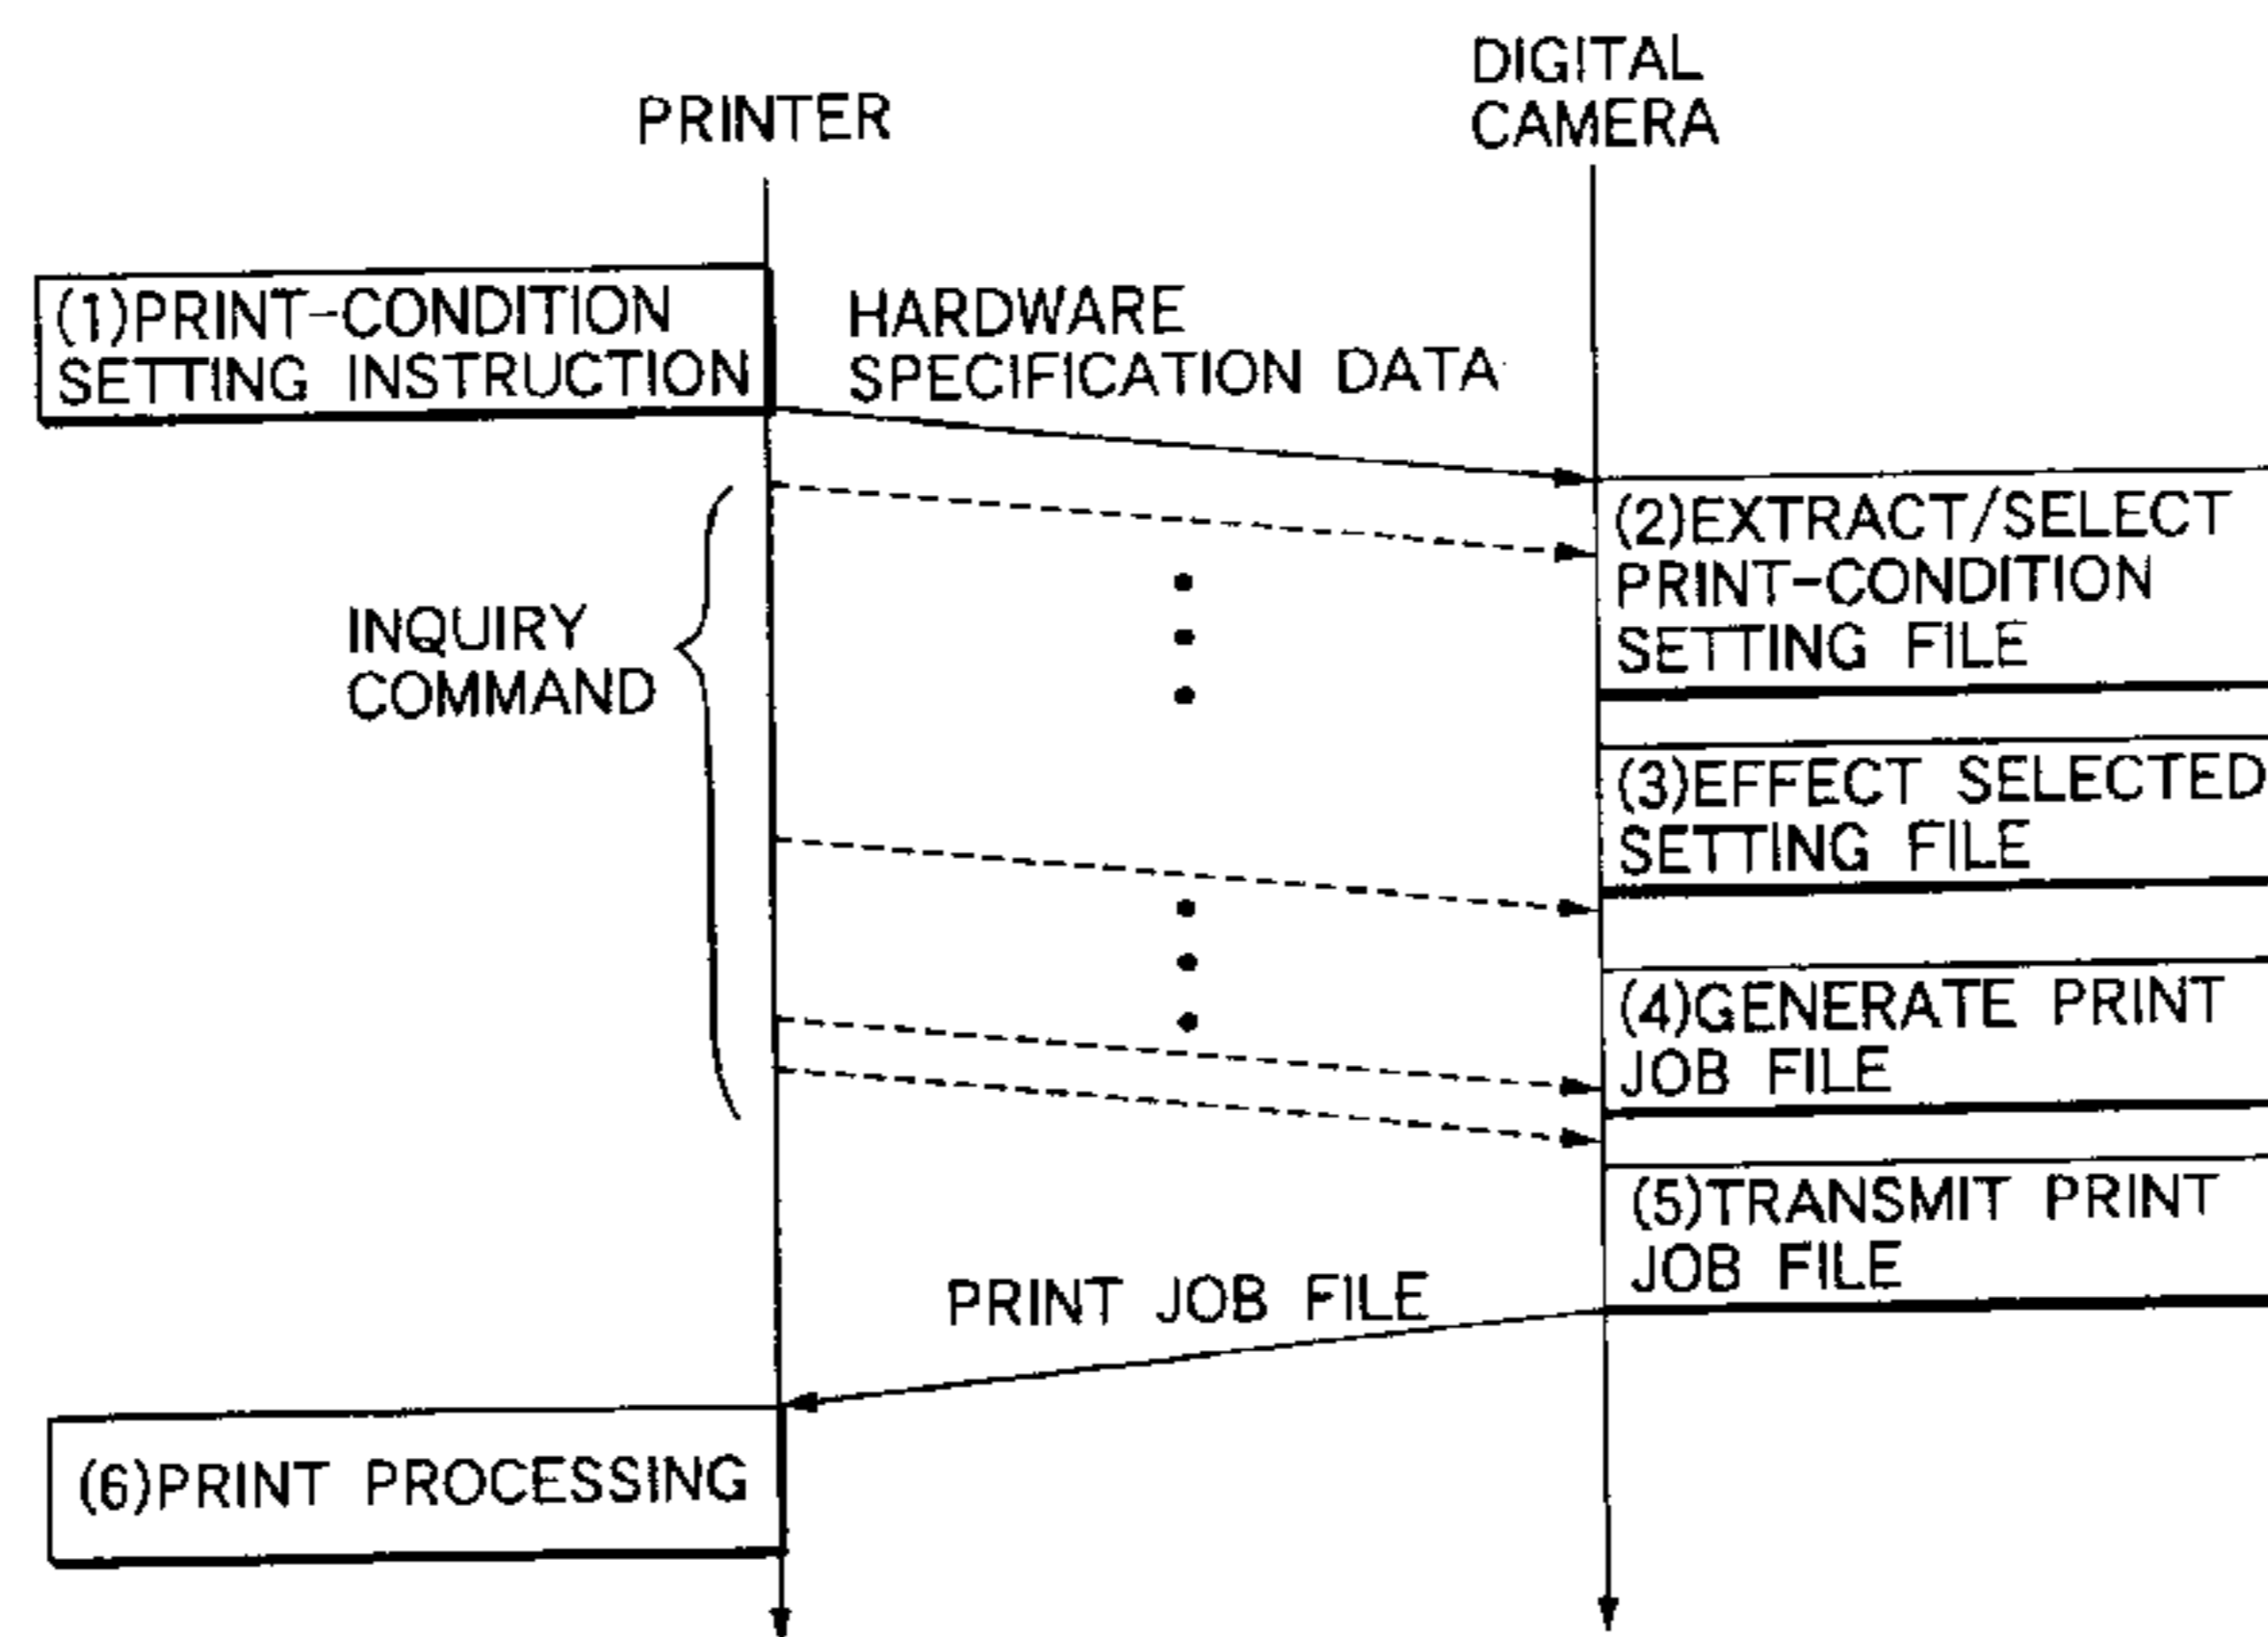 DIGITAL
CAMERA
PRINTER
(1)PRINT-CONDITION
SETTING INSTRUCTION
HARDWARE
SPECIFICATION DATA
(2)EXTRACT/SELECT
PRINT-CONDITION
SETTING FILE
INQUIRY
COMMAND
(3)EFFECT SELECTED
SETTING FILE
(4)GENERATE PRINT
JOB FILE
(5)TRANSMIT PRINT
JOB FILE
PRINT JOB FILE
(6)PRINT PROCESSING